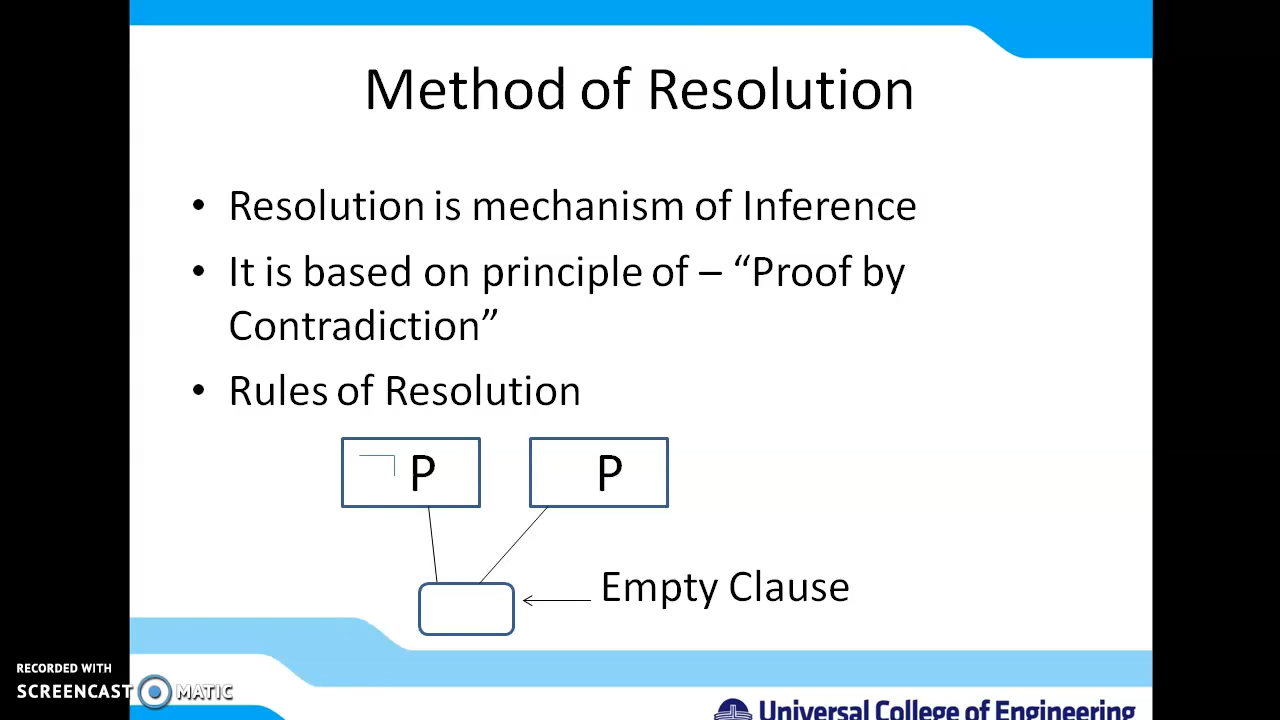 Method of Resolution
• Resolution is mechanism of Inference
• It is based on principle of – “Proof by
Contradiction”
• Rules of Resolution
¬ P P
Empty Clause
RECORDED WITH
SCREENCAST MATIC
Universal College of Engineering